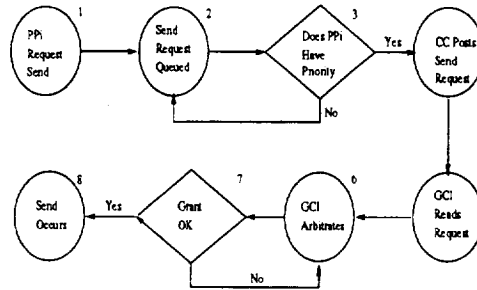 1
PPi
Request
Send
2
Send
Request
Queued
3
Does PPi
Have
Priority
Yes
No
CC Posts
Send
Request
GCI
Reads
Request
6
GCI
Arbitrates
7
Grant
OK
Yes
No
8
Send
Occurs